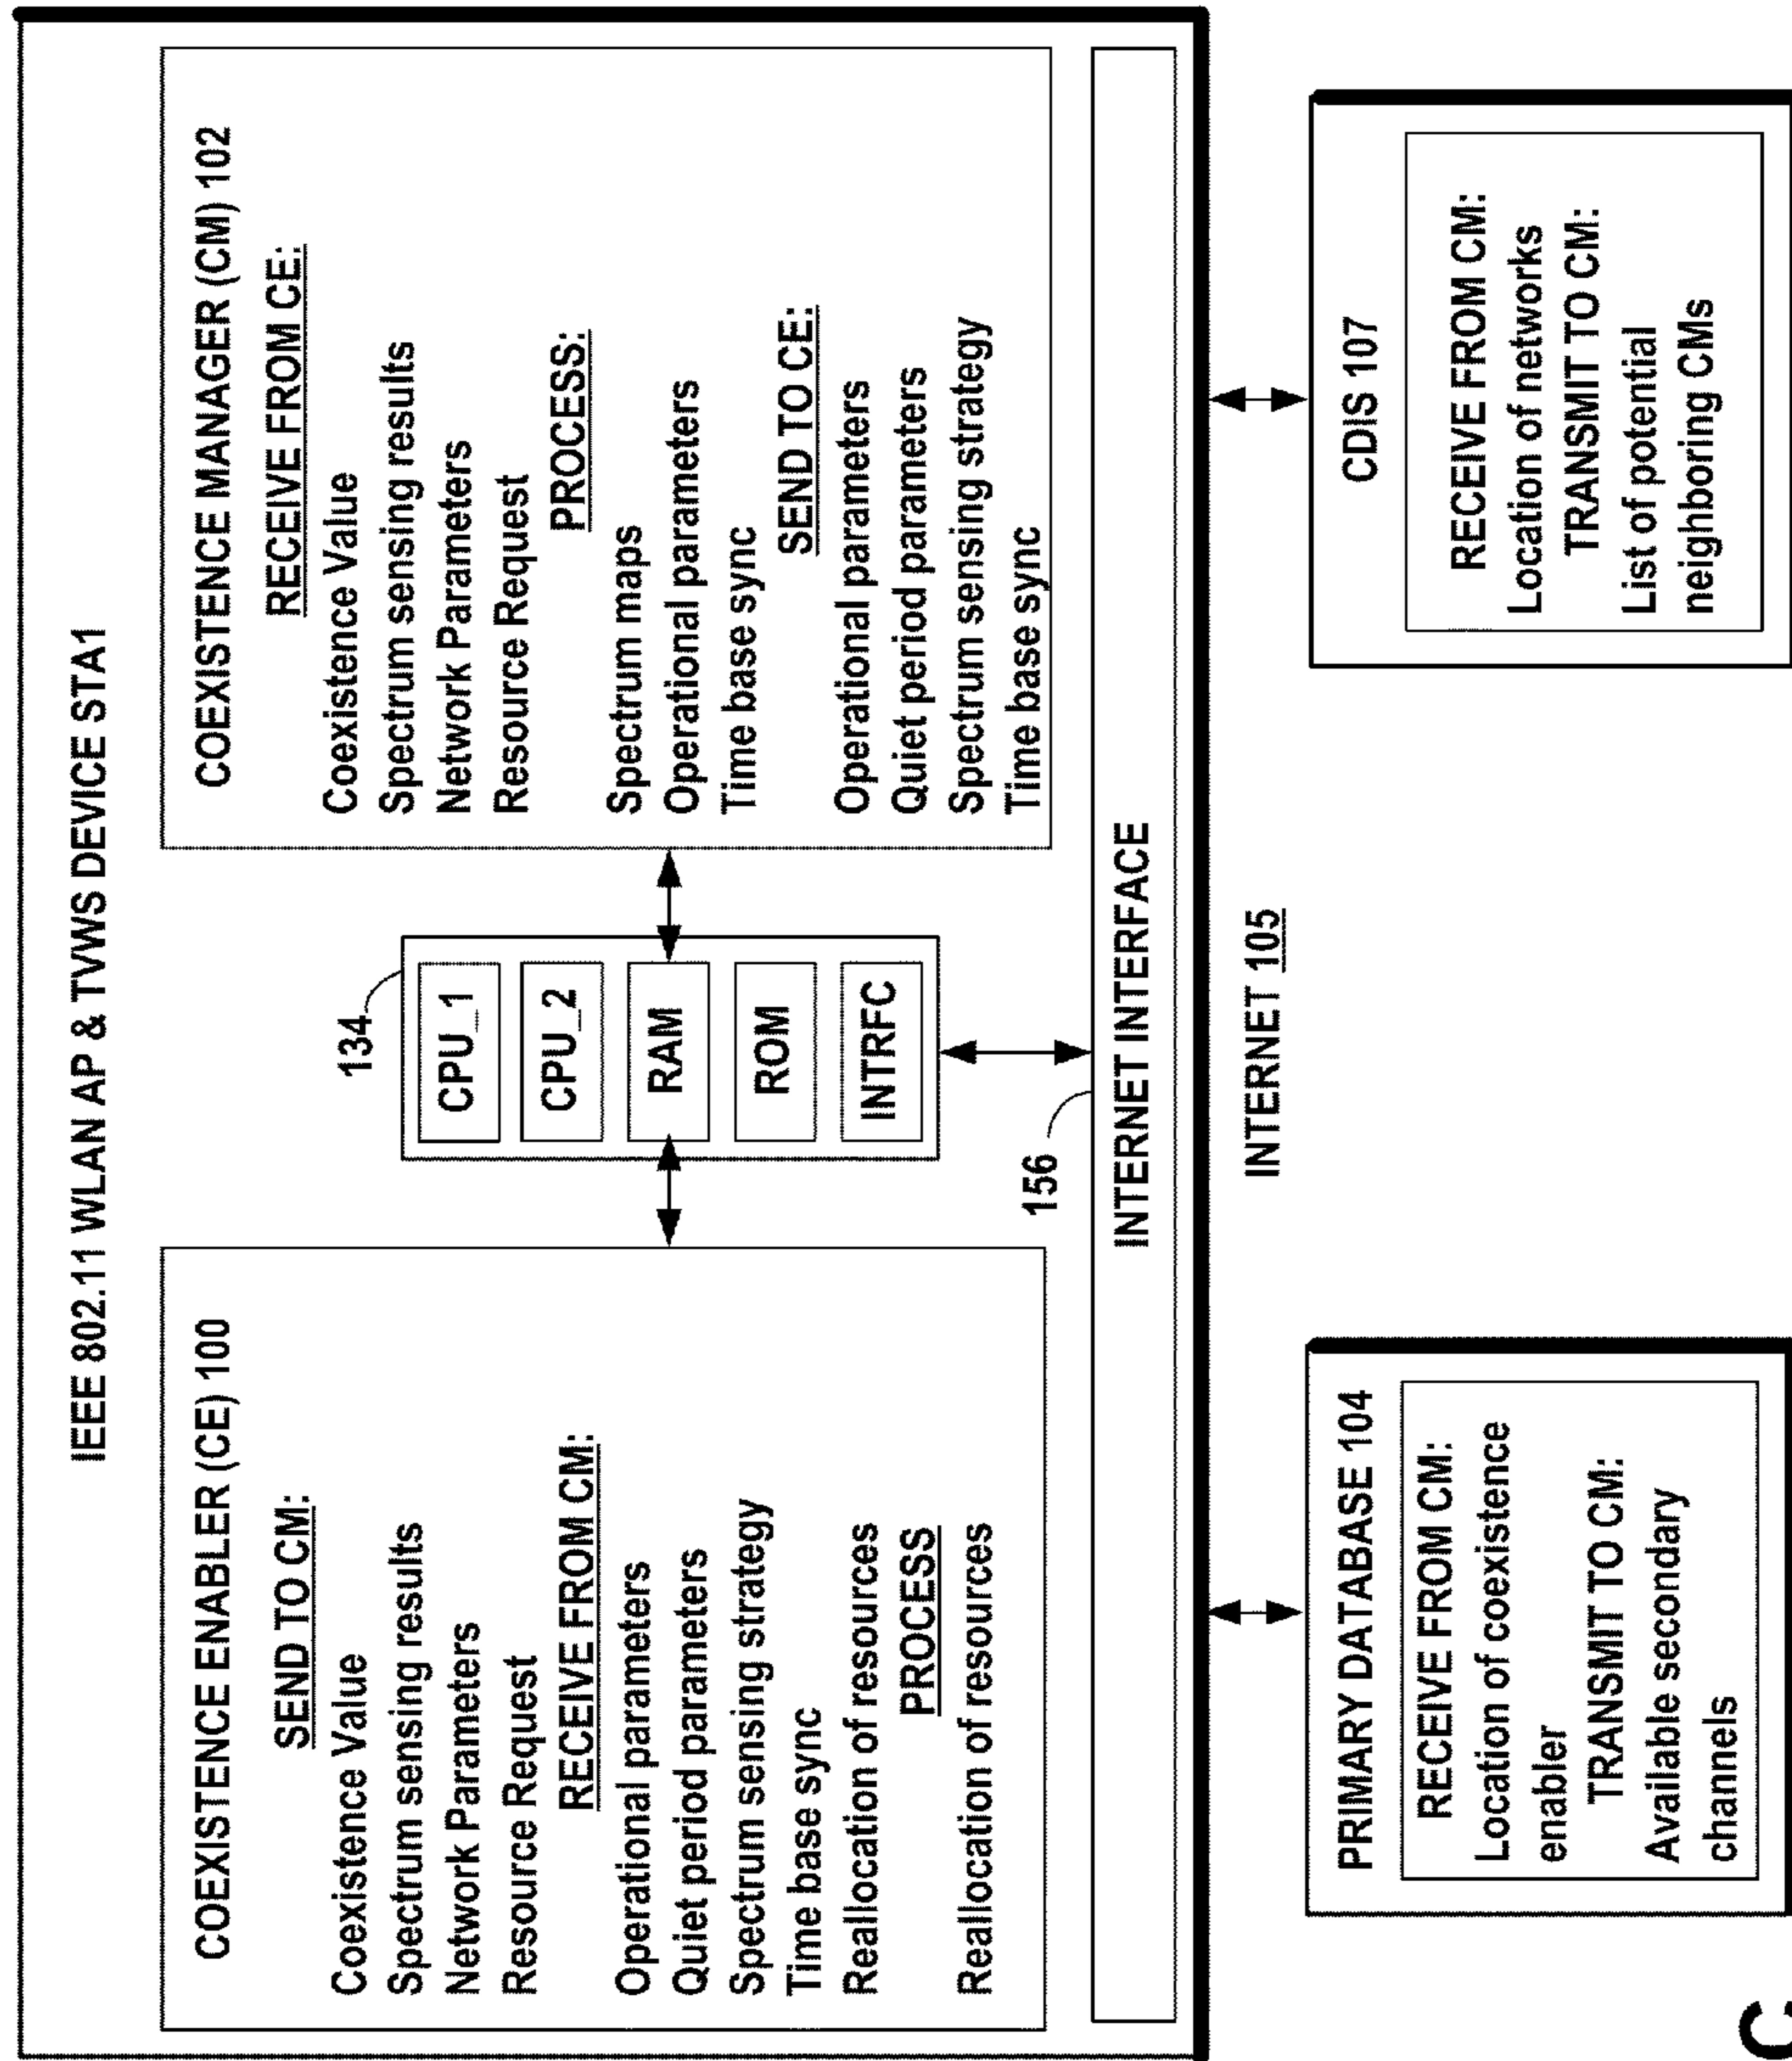 IEEE 802.11 WLAN AP & TVWS DEVICE STA1
COEXISTENCE ENABLER (CE) 100
SEND TO CM:
Coexistence Value
Spectrum sensing results
Network Parameters
Resource Request
RECEIVE FROM CM:
Operational parameters
Quiet period parameters
Spectrum sensing strategy
Time base sync
Reallocation of resources
PROCESS
Reallocation of resources
134
CPU_1
CPU_2
RAM
ROM
INTRFC
COEXISTENCE MANAGER (CM) 102
RECEIVE FROM CE:
Coexistence Value
Spectrum sensing results
Network Parameters
Resource Request
PROCESS:
Spectrum maps
Operational parameters
Time base sync
SEND TO CE:
Operational parameters
Quiet period parameters
Spectrum sensing strategy
Time base sync
156
INTERNET INTERFACE
INTERNET 105
PRIMARY DATABASE 104
RECEIVE FROM CM:
Location of coexistence
enabler
TRANSMIT TO CM:
Available secondary
channels
CDIS 107
RECEIVE FROM CM:
Location of networks
TRANSMIT TO CM:
List of potential
neighboring CMs